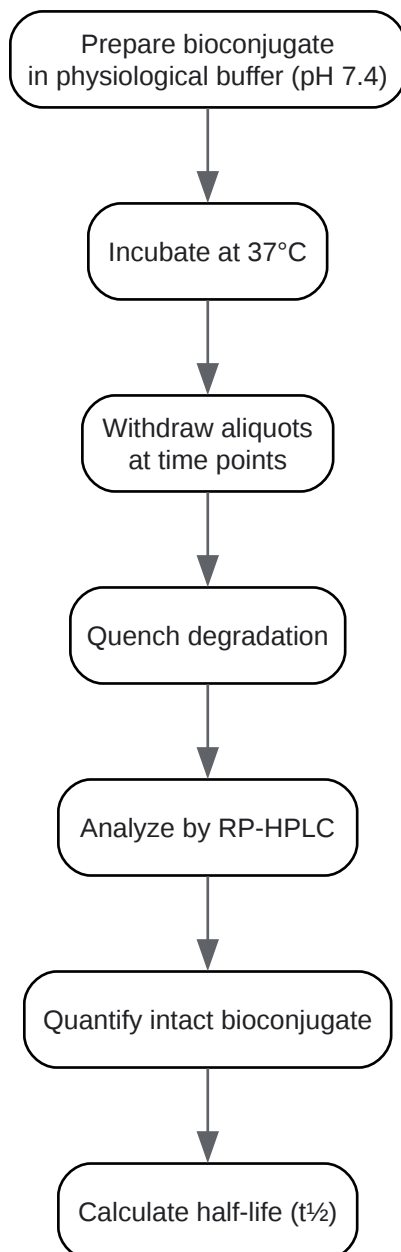 Prepare bioconjugate
in physiological buffer (pH 7.4)
Incubate at 37°C
Withdraw aliquots
at time points
Quench degradation
Analyze by RP-HPLC
Quantify intact bioconjugate
Calculate half-life (t½)